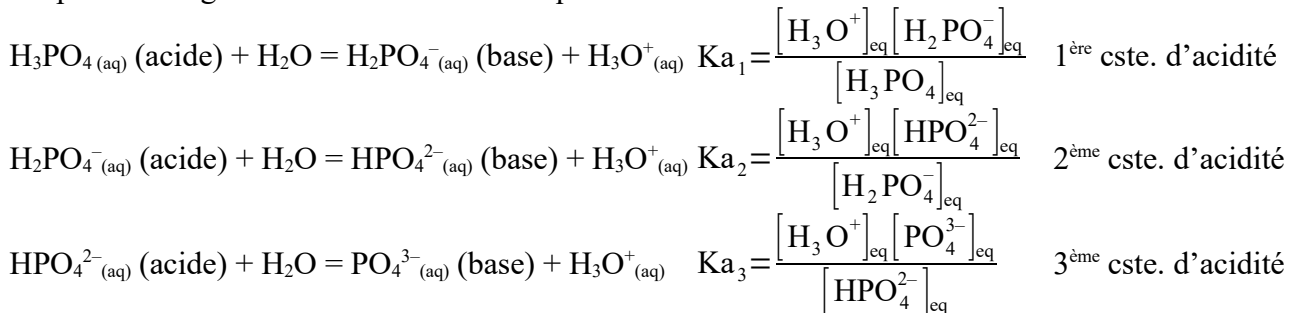 H₃PO₄ (aq) (acide) + H₂O = H₂PO₄⁻(aq) (base) + H₃O⁺(aq) Ka₁ = [H₃O⁺]eq [H₂PO₄⁻]eq / [H₃PO₄]eq 1ère cste. d’acidité
H₂PO₄⁻(aq) (acide) + H₂O = HPO₄²⁻(aq) (base) + H₃O⁺(aq) Ka₂ = [H₃O⁺]eq [HPO₄²⁻]eq / [H₂PO₄⁻]eq 2ème cste. d’acidité
HPO₄²⁻(aq) (acide) + H₂O = PO₄³⁻(aq) (base) + H₃O⁺(aq) Ka₃ = [H₃O⁺]eq [PO₄³⁻]eq / [HPO₄²⁻]eq 3ème cste. d’acidité